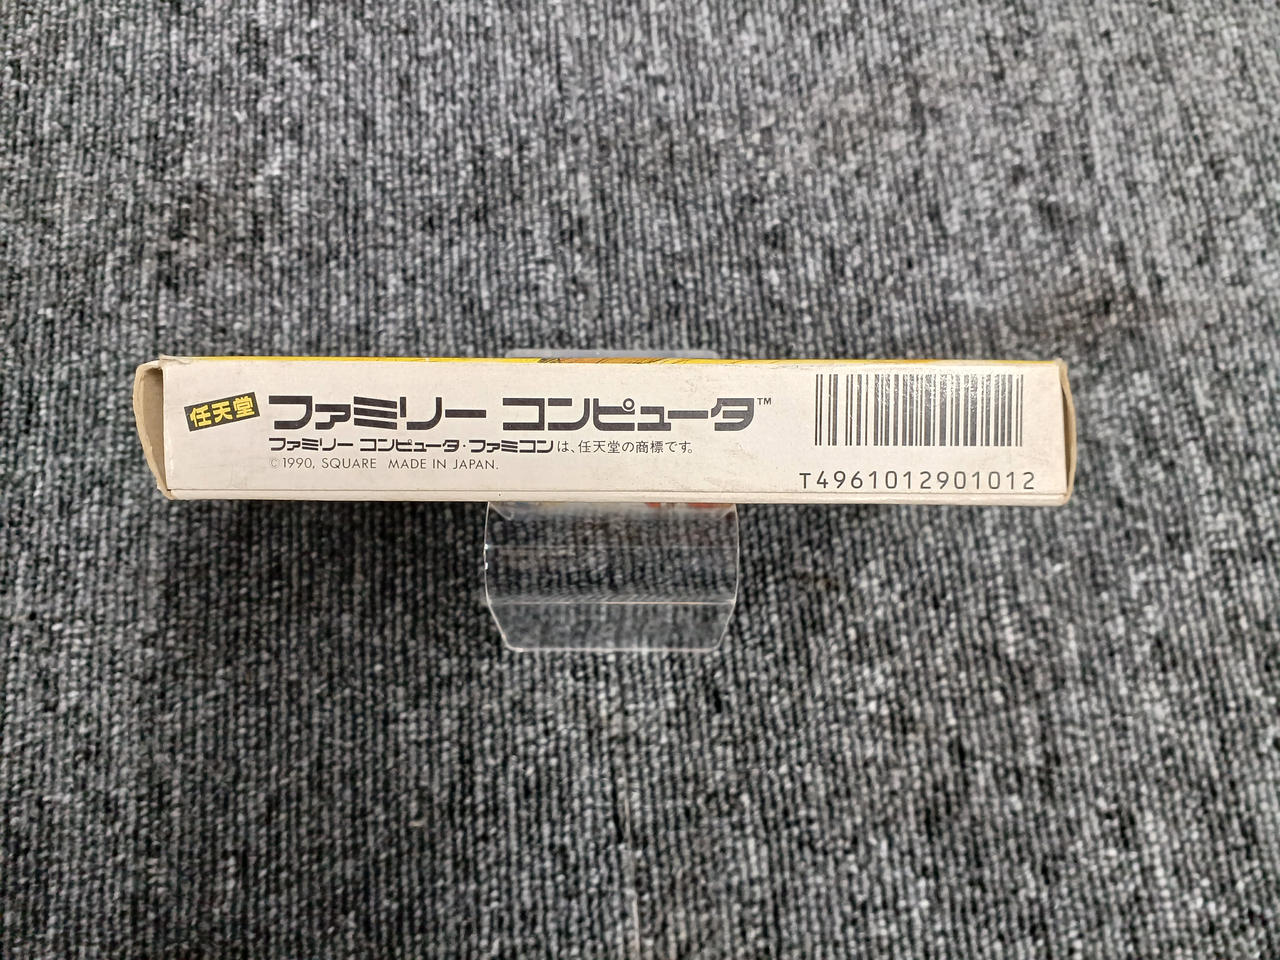 任天堂 ファミリー コンピュータ™
ファミリー コンピュータ・ファミコンは、任天堂の商標です。
©1990, SQUARE MADE IN JAPAN.
T4961012901012